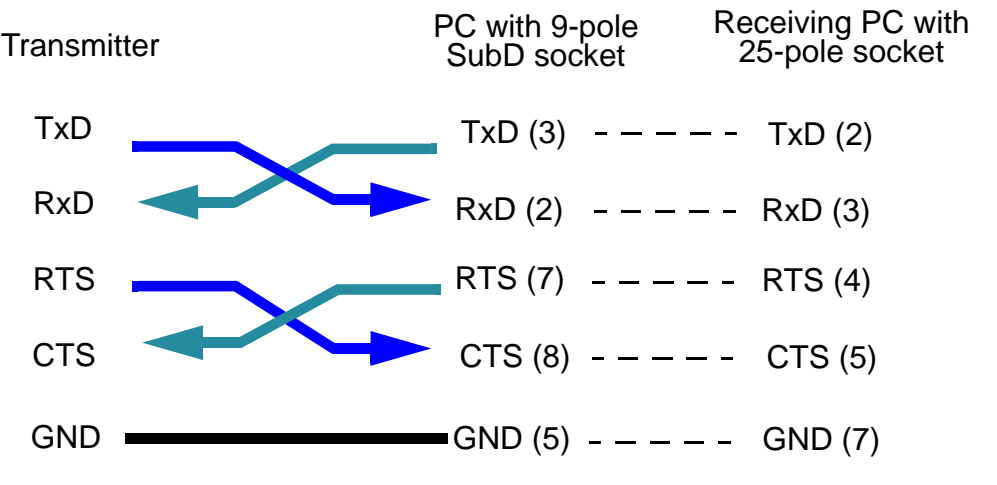 Transmitter
PC with 9-pole
SubD socket
Receiving PC with
25-pole socket
TxD
TxD (3)
TxD (2)
RxD
RxD (2)
RxD (3)
RTS
RTS (7)
RTS (4)
CTS
CTS (8)
CTS (5)
GND
GND (5)
GND (7)